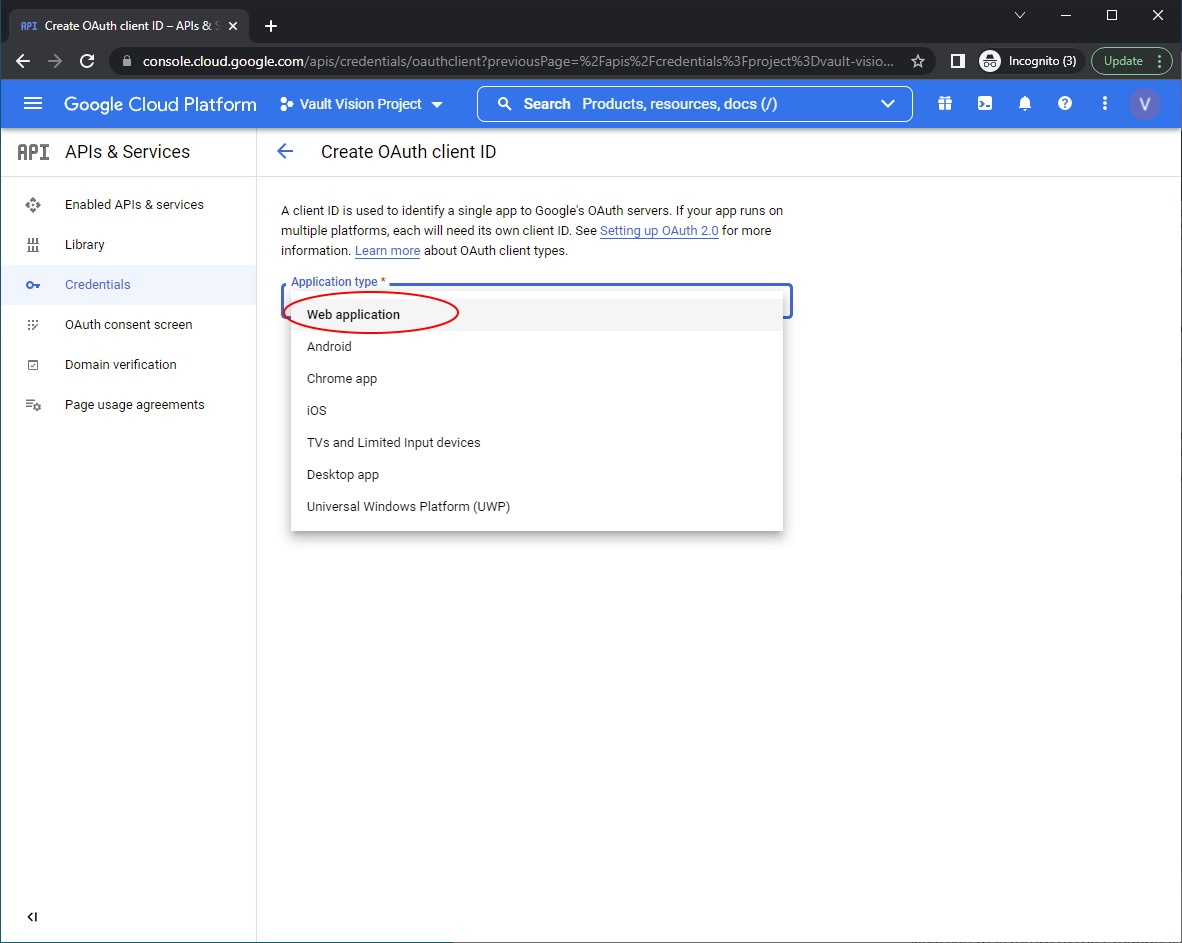 API Create OAuth client ID – APIs &
console.cloud.google.com/apis/credentials/oauthclient?previousPage=%2Fapis%2Fcredentials%3Fproject%3Dvault-visio... Incognito (3) Update
Google Cloud Platform Vault Vision Project Search Products, resources, docs (/) V
API APIs & Services
Create OAuth client ID
Enabled APIs & services
Library
Credentials
OAuth consent screen
Domain verification
Page usage agreements
A client ID is used to identify a single app to Google's OAuth servers. If your app runs on
multiple platforms, each will need its own client ID. See Setting up OAuth 2.0 for more
information. Learn more about OAuth client types.
Application type *
Web application
Android
Chrome app
iOS
TVs and Limited Input devices
Desktop app
Universal Windows Platform (UWP)